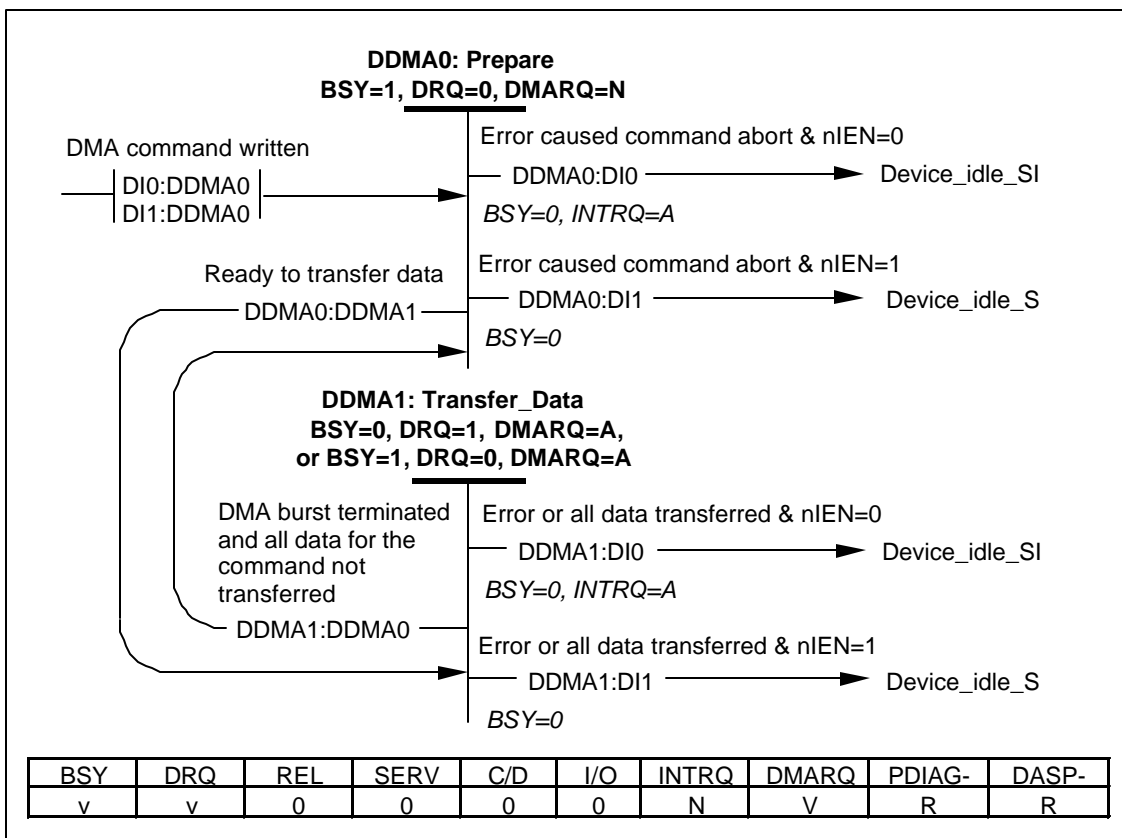 DDMA0: Prepare
BSY=1, DRQ=0, DMARQ=N
DMA command written
DI0:DDMA0
DI1:DDMA0
Error caused command abort & nIEN=0
DDMA0:DI0
Device_idle_SI
BSY=0, INTRQ=A
Ready to transfer data
DDMA0:DDMA1
Error caused command abort & nIEN=1
DDMA0:DI1
Device_idle_S
BSY=0
DDMA1: Transfer_Data
BSY=0, DRQ=1, DMARQ=A,
or BSY=1, DRQ=0, DMARQ=A
DMA burst terminated
and all data for the
command not
transferred
DDMA1:DDMA0
Error or all data transferred & nIEN=0
DDMA1:DI0
Device_idle_SI
BSY=0, INTRQ=A
Error or all data transferred & nIEN=1
DDMA1:DI1
Device_idle_S
BSY=0
BSY DRQ REL SERV C/D I/O INTRQ DMARQ PDIAG- DASP-
v v 0 0 0 0 N V R R